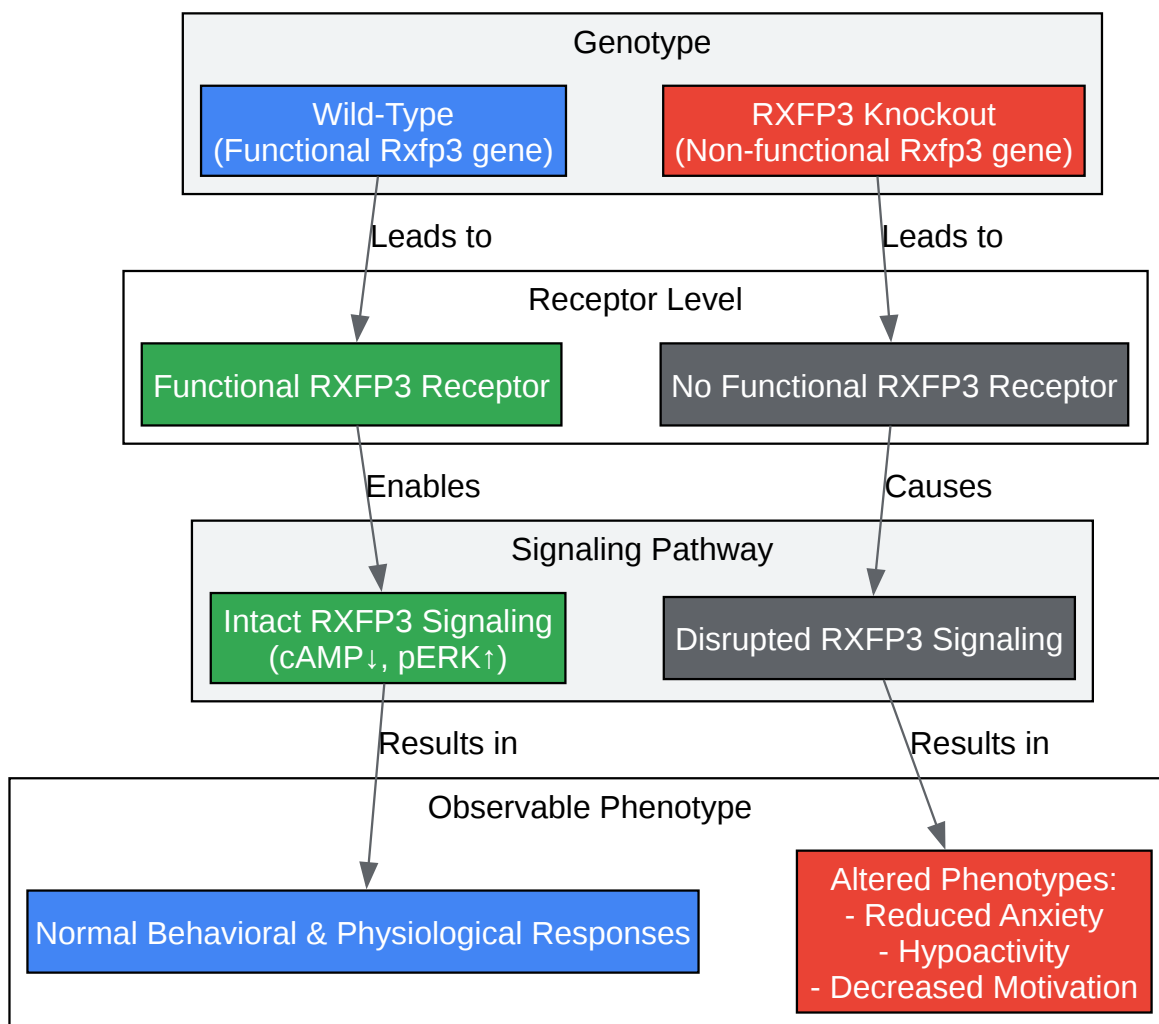 Genotype
Wild-Type
(Functional Rxfp3 gene)
RXFP3 Knockout
(Non-functional Rxfp3 gene)
Leads to
Leads to
Receptor Level
Functional RXFP3 Receptor
No Functional RXFP3 Receptor
Enables
Causes
Signaling Pathway
Intact RXFP3 Signaling
(cAMP↓, pERK↑)
Disrupted RXFP3 Signaling
Results in
Results in
Observable Phenotype
Normal Behavioral & Physiological Responses
Altered Phenotypes:
- Reduced Anxiety
- Hypoactivity
- Decreased Motivation